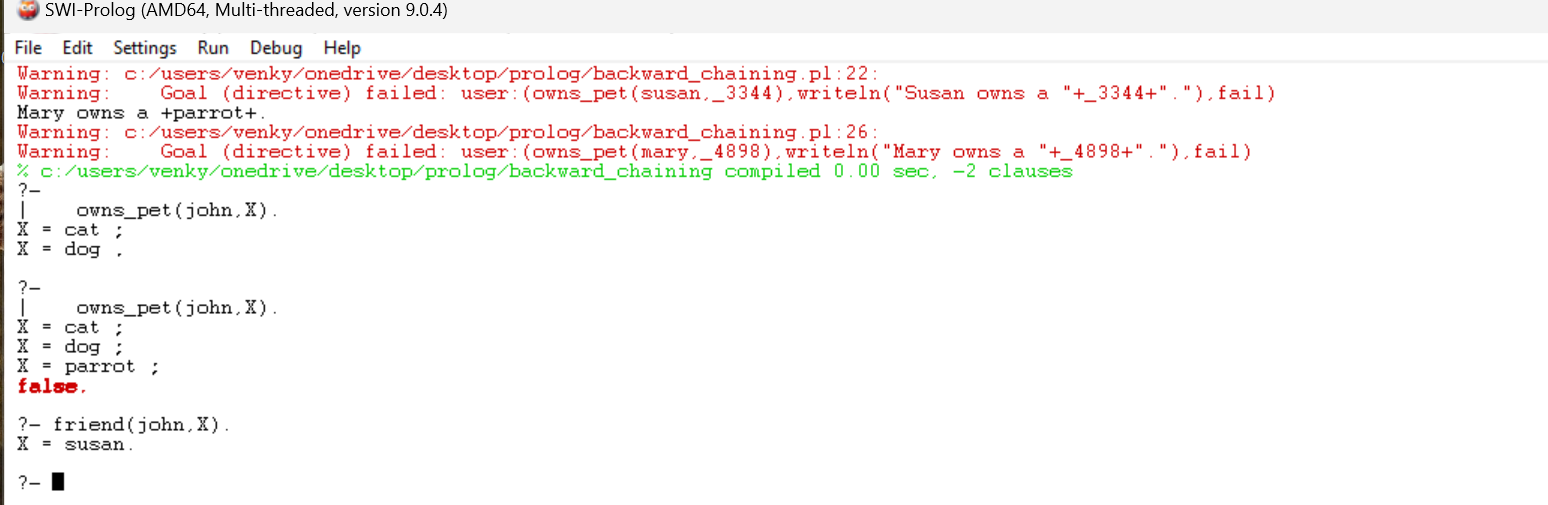 SWI-Prolog (AMD64, Multi-threaded, version 9.0.4)
File Edit Settings Run Debug Help
Warning: c:/users/venky/onedrive/desktop/prolog/backward_chaining.pl:22:
Warning:    Goal (directive) failed: user:(owns_pet(susan,_3344),writeln("Susan owns a "+_3344+"."),fail)
Mary owns a +parrot+.
Warning: c:/users/venky/onedrive/desktop/prolog/backward_chaining.pl:26:
Warning:    Goal (directive) failed: user:(owns_pet(mary,_4898),writeln("Mary owns a "+_4898+"."),fail)
% c:/users/venky/onedrive/desktop/prolog/backward_chaining compiled 0.00 sec, -2 clauses
?-
|    owns_pet(john,X).
X = cat ;
X = dog .
?-
|    owns_pet(john,X).
X = cat ;
X = dog ;
X = parrot ;
false.
?- friend(john,X).
X = susan.
?-